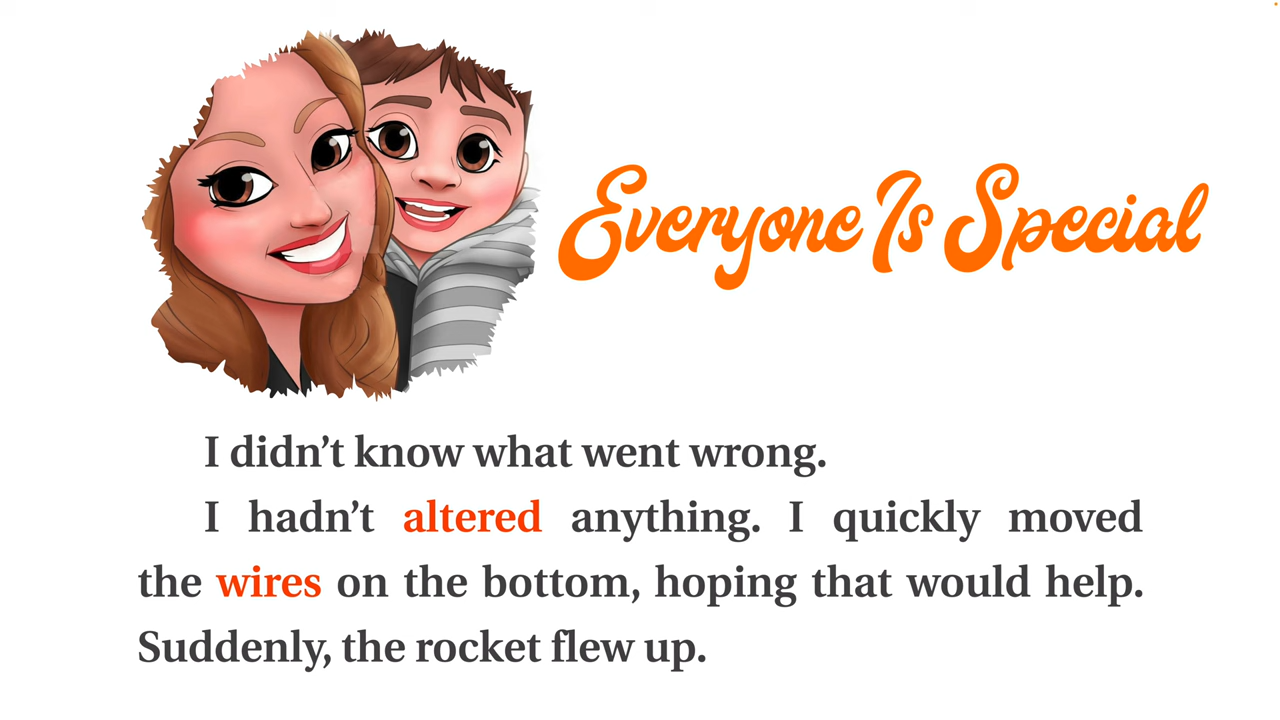 Everyone Is Special
I didn’t know what went wrong.
I hadn’t altered anything. I quickly moved
the wires on the bottom, hoping that would help.
Suddenly, the rocket flew up.